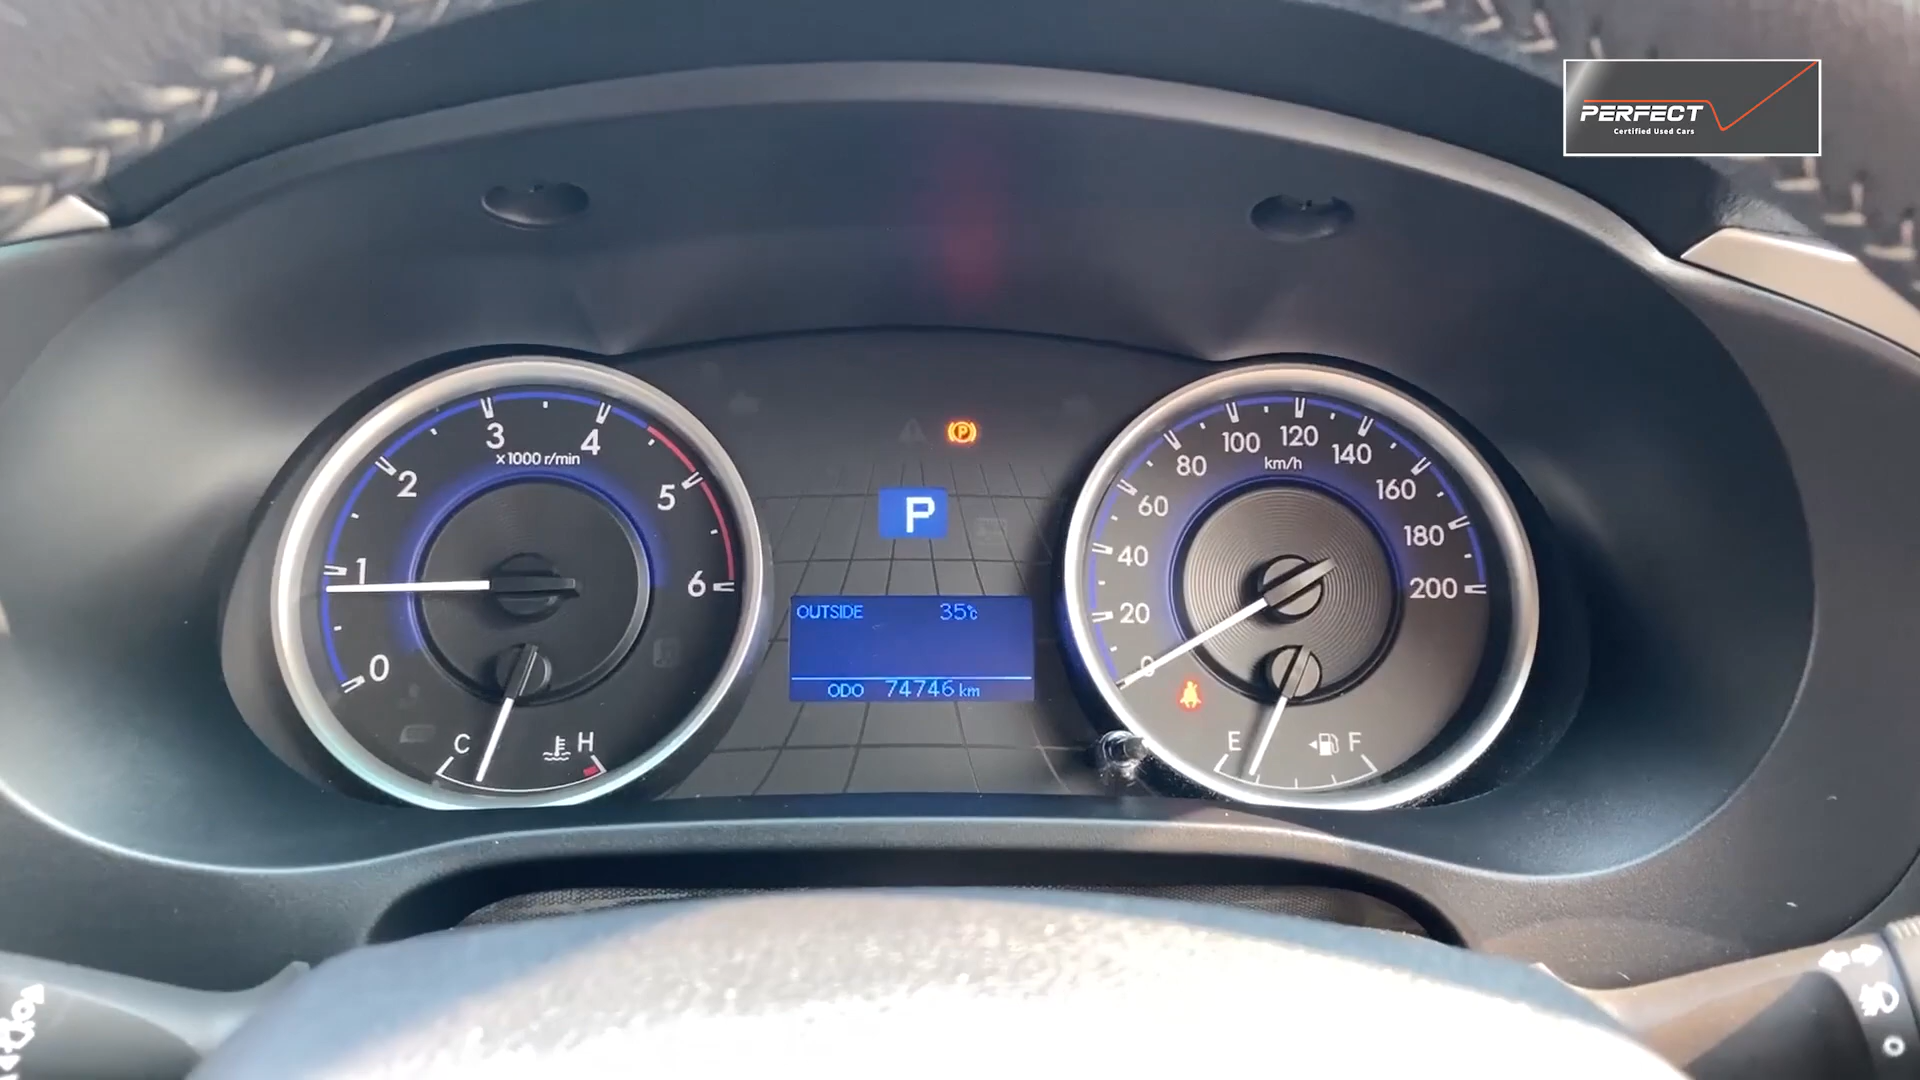 PERFECT
Certified Used Cars
0
1
2
3
4
5
6
x1000 r/min
C
H
P
P
OUTSIDE 35℃
ODO 74746 km
0
20
40
60
80
100
120
140
160
180
200
km/h
E
F